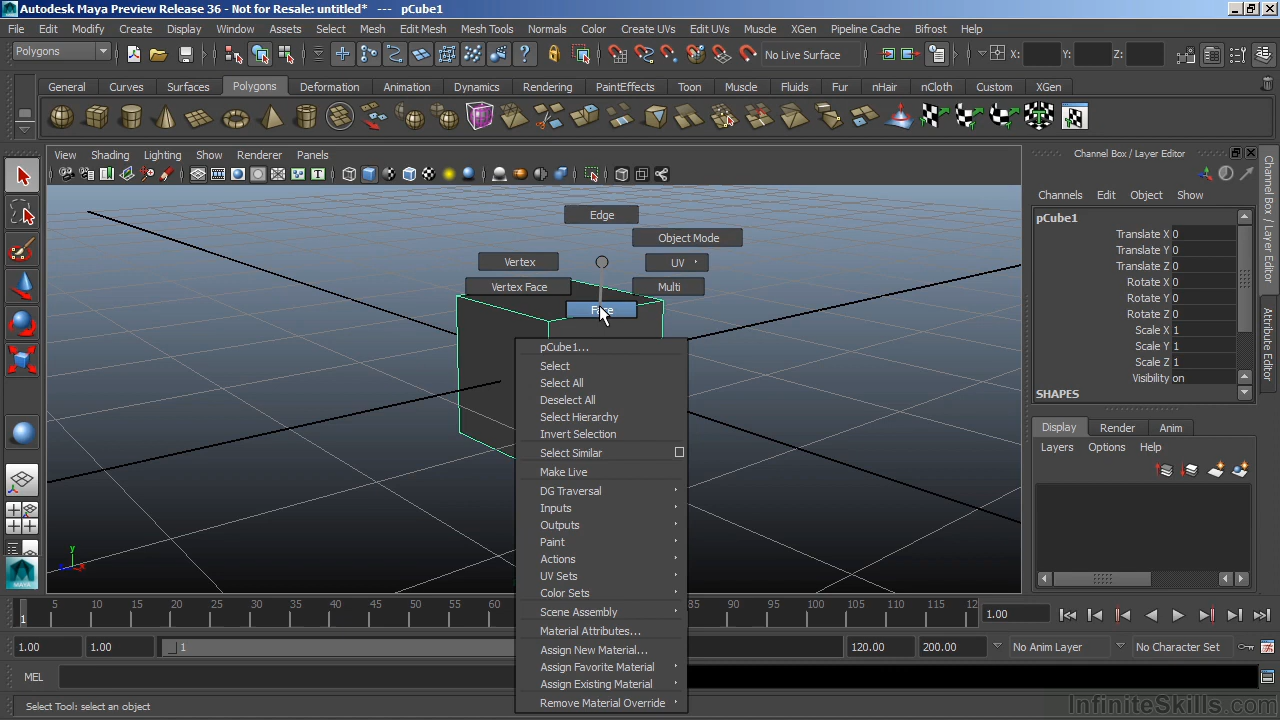 Autodesk Maya Preview Release 36 - Not for Resale: untitled* --- pCube1
File Edit Modify Create Display Window Assets Select Mesh Edit Mesh Mesh Tools Normals Color Create UVs Edit UVs Muscle XGen Pipeline Cache Bifrost Help
Polygons No Live Surface X: Y: Z:
General Curves Surfaces Polygons Deformation Animation Dynamics Rendering PaintEffects Toon Muscle Fluids Fur nHair nCloth Custom XGen
View Shading Lighting Show Renderer Panels
Channel Box / Layer Editor
Channels Edit Object Show
pCube1
Translate X 0
Translate Y 0
Translate Z 0
Rotate X 0
Rotate Y 0
Rotate Z 0
Scale X 1
Scale Y 1
Scale Z 1
Visibility on
SHAPES
Display Render Anim
Layers Options Help
Channel Box / Layer Editor
Attribute Editor
Edge
Object Mode
Vertex
UV
Vertex Face
Multi
Face
pCube1...
Select
Select All
Deselect All
Select Hierarchy
Invert Selection
Select Similar
Make Live
DG Traversal
Inputs
Outputs
Paint
Actions
UV Sets
Color Sets
Scene Assembly
Material Attributes...
Assign New Material...
Assign Favorite Material
Assign Existing Material
Remove Material Override
y
MAYA
1 5 10 15 20 25 30 35 40 45 50 55 60 85 90 95 100 105 110 115 12 1.00
1.00 1.00 1 120.00 200.00 No Anim Layer No Character Set
MEL
Select Tool: select an object
InfiniteSkills.com